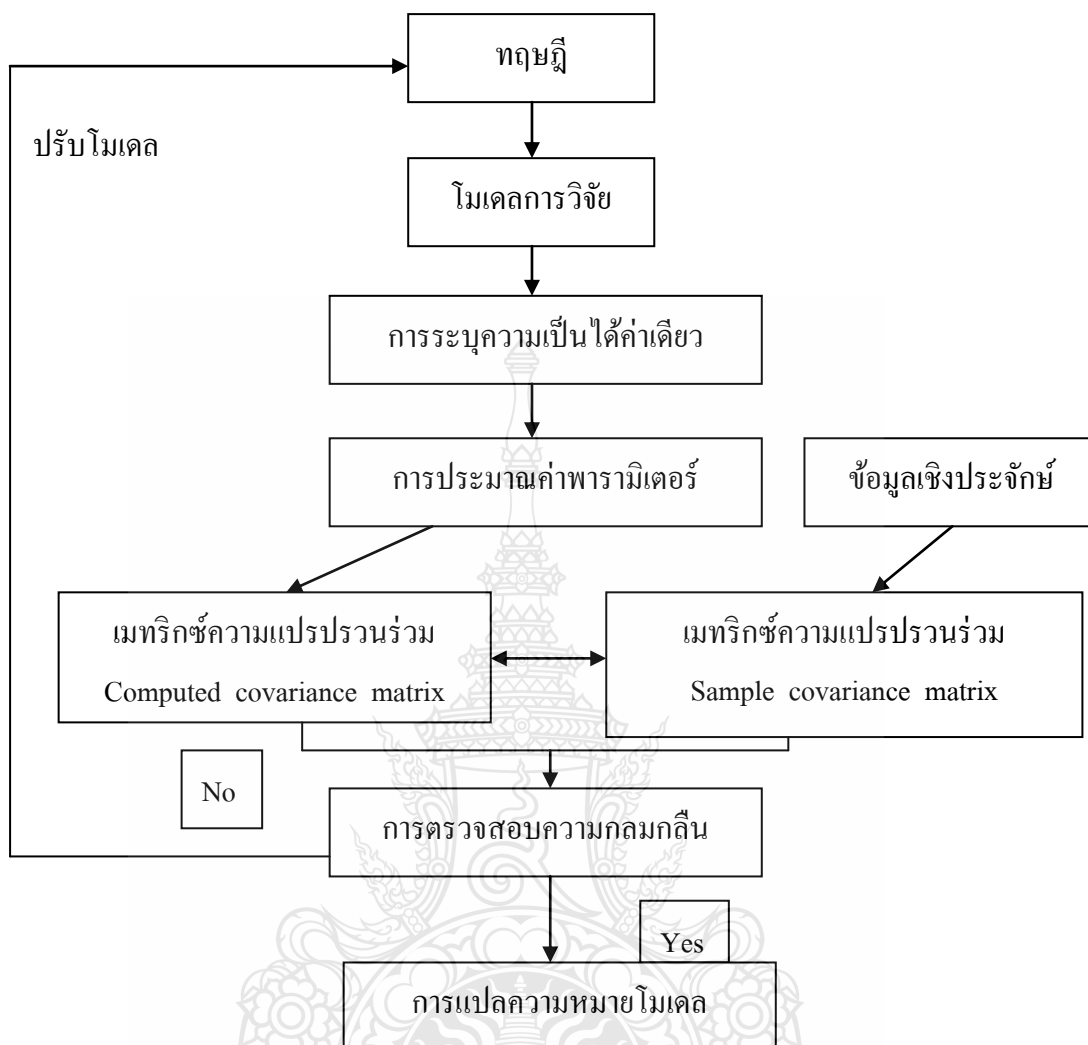 ทฤษฎี
ปรับโมเดล
โมเดลการวิจัย
การระบุความเป็นได้ค่าเดียว
การประมาณค่าพารามิเตอร์
ข้อมูลเชิงประจักษ์
เมทริกซ์ความแปรปรวนร่วม
Computed covariance matrix
เมทริกซ์ความแปรปรวนร่วม
Sample covariance matrix
No
การตรวจสอบความกลมกลืน
Yes
การแปลความหมายโมเดล